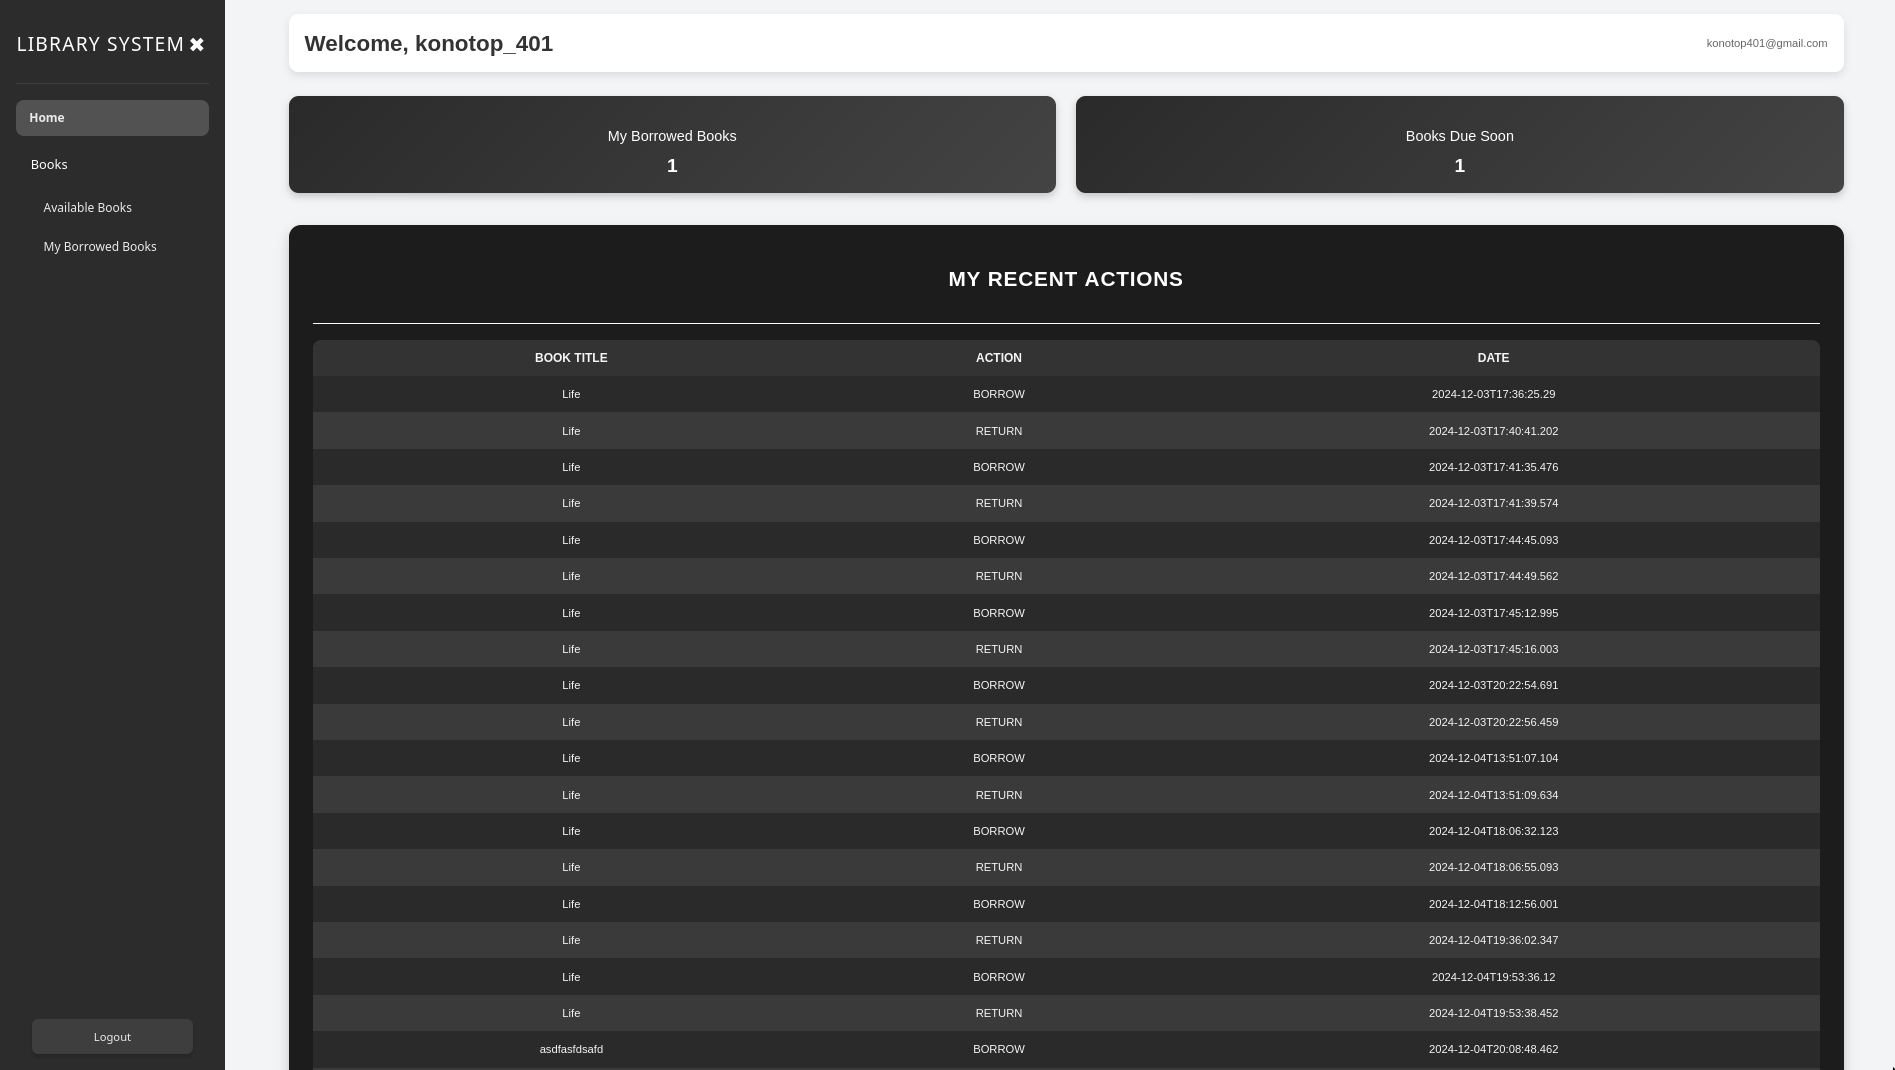 LIBRARY SYSTEM ✖
Home
Books
Available Books
My Borrowed Books
Logout
Welcome, konotop_401
konotop401@gmail.com
My Borrowed Books
1
Books Due Soon
1
MY RECENT ACTIONS
BOOK TITLE ACTION DATE
Life BORROW 2024-12-03T17:36:25.29
Life RETURN 2024-12-03T17:40:41.202
Life BORROW 2024-12-03T17:41:35.476
Life RETURN 2024-12-03T17:41:39.574
Life BORROW 2024-12-03T17:44:45.093
Life RETURN 2024-12-03T17:44:49.562
Life BORROW 2024-12-03T17:45:12.995
Life RETURN 2024-12-03T17:45:16.003
Life BORROW 2024-12-03T20:22:54.691
Life RETURN 2024-12-03T20:22:56.459
Life BORROW 2024-12-04T13:51:07.104
Life RETURN 2024-12-04T13:51:09.634
Life BORROW 2024-12-04T18:06:32.123
Life RETURN 2024-12-04T18:06:55.093
Life BORROW 2024-12-04T18:12:56.001
Life RETURN 2024-12-04T19:36:02.347
Life BORROW 2024-12-04T19:53:36.12
Life RETURN 2024-12-04T19:53:38.452
asdfasfdsafd BORROW 2024-12-04T20:08:48.462